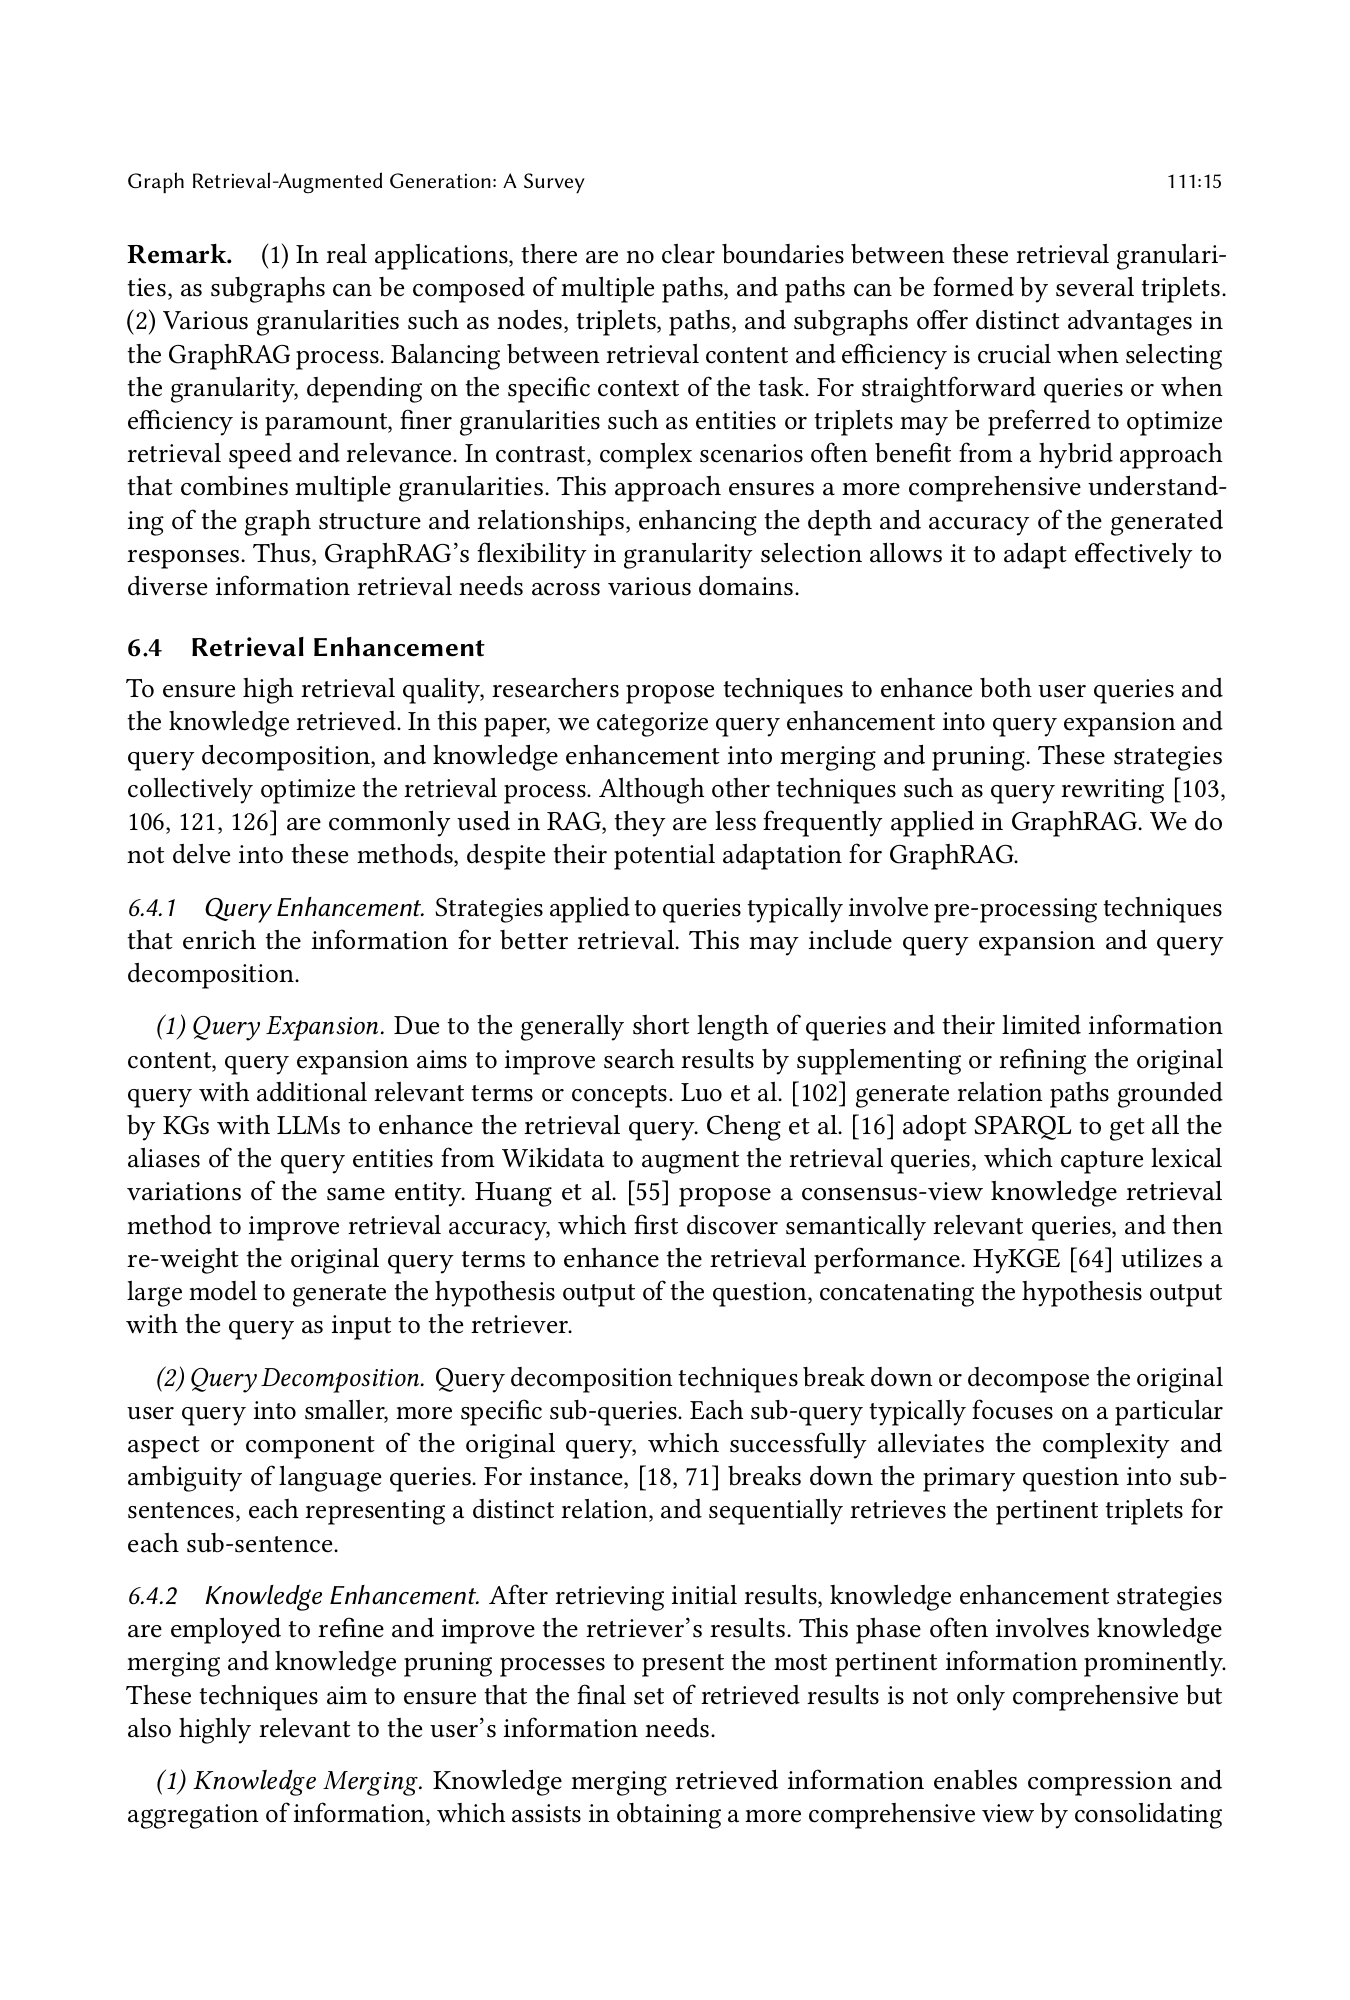 Graph Retrieval-Augmented Generation: A Survey 111:15
Remark. (1) In real applications, there are no clear boundaries between these retrieval granulari-
ties, as subgraphs can be composed of multiple paths, and paths can be formed by several triplets.
(2) Various granularities such as nodes, triplets, paths, and subgraphs offer distinct advantages in
the GraphRAG process. Balancing between retrieval content and efficiency is crucial when selecting
the granularity, depending on the specific context of the task. For straightforward queries or when
efficiency is paramount, finer granularities such as entities or triplets may be preferred to optimize
retrieval speed and relevance. In contrast, complex scenarios often benefit from a hybrid approach
that combines multiple granularities. This approach ensures a more comprehensive understand-
ing of the graph structure and relationships, enhancing the depth and accuracy of the generated
responses. Thus, GraphRAG's flexibility in granularity selection allows it to adapt effectively to
diverse information retrieval needs across various domains.
6.4 Retrieval Enhancement
To ensure high retrieval quality, researchers propose techniques to enhance both user queries and
the knowledge retrieved. In this paper, we categorize query enhancement into query expansion and
query decomposition, and knowledge enhancement into merging and pruning. These strategies
collectively optimize the retrieval process. Although other techniques such as query rewriting [103,
106, 121, 126] are commonly used in RAG, they are less frequently applied in GraphRAG. We do
not delve into these methods, despite their potential adaptation for GraphRAG.
6.4.1 Query Enhancement. Strategies applied to queries typically involve pre-processing techniques
that enrich the information for better retrieval. This may include query expansion and query
decomposition.
(1) Query Expansion. Due to the generally short length of queries and their limited information
content, query expansion aims to improve search results by supplementing or refining the original
query with additional relevant terms or concepts. Luo et al. [102] generate relation paths grounded
by KGs with LLMs to enhance the retrieval query. Cheng et al. [16] adopt SPARQL to get all the
aliases of the query entities from Wikidata to augment the retrieval queries, which capture lexical
variations of the same entity. Huang et al. [55] propose a consensus-view knowledge retrieval
method to improve retrieval accuracy, which first discover semantically relevant queries, and then
re-weight the original query terms to enhance the retrieval performance. HyKGE [64] utilizes a
large model to generate the hypothesis output of the question, concatenating the hypothesis output
with the query as input to the retriever.
(2) Query Decomposition. Query decomposition techniques break down or decompose the original
user query into smaller, more specific sub-queries. Each sub-query typically focuses on a particular
aspect or component of the original query, which successfully alleviates the complexity and
ambiguity of language queries. For instance, [18, 71] breaks down the primary question into sub-
sentences, each representing a distinct relation, and sequentially retrieves the pertinent triplets for
each sub-sentence.
6.4.2 Knowledge Enhancement. After retrieving initial results, knowledge enhancement strategies
are employed to refine and improve the retriever's results. This phase often involves knowledge
merging and knowledge pruning processes to present the most pertinent information prominently.
These techniques aim to ensure that the final set of retrieved results is not only comprehensive but
also highly relevant to the user's information needs.
(1) Knowledge Merging. Knowledge merging retrieved information enables compression and
aggregation of information, which assists in obtaining a more comprehensive view by consolidating